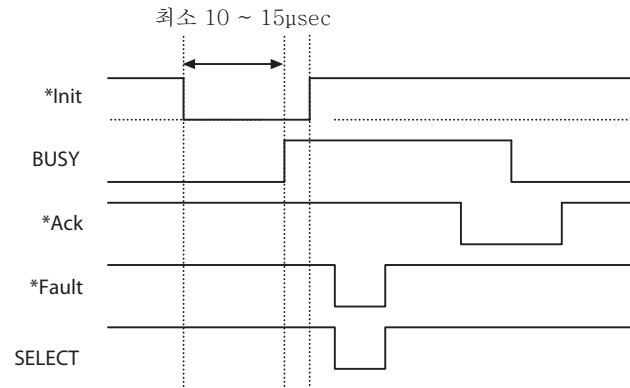 최소 10 ~ 15μsec
*Init
BUSY
*Ack
*Fault
SELECT